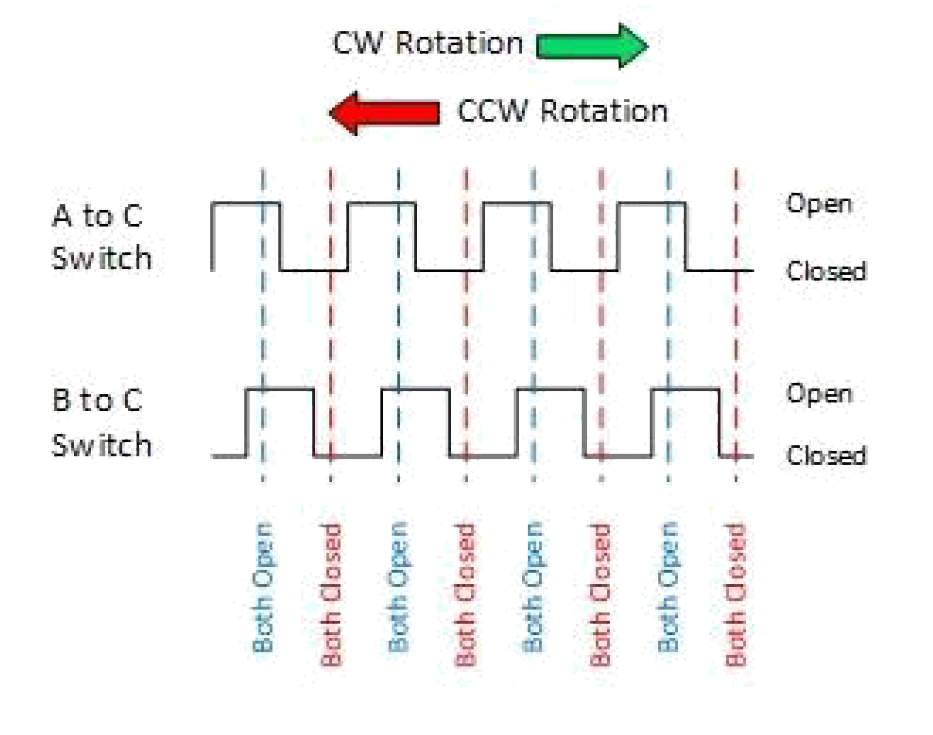 CW Rotation
CCW Rotation
A to C
Switch
Open
Closed
B to C
Switch
Open
Closed
Both Open
Both Closed
Both Open
Both Closed
Both Open
Both Closed
Both Open
Both Closed